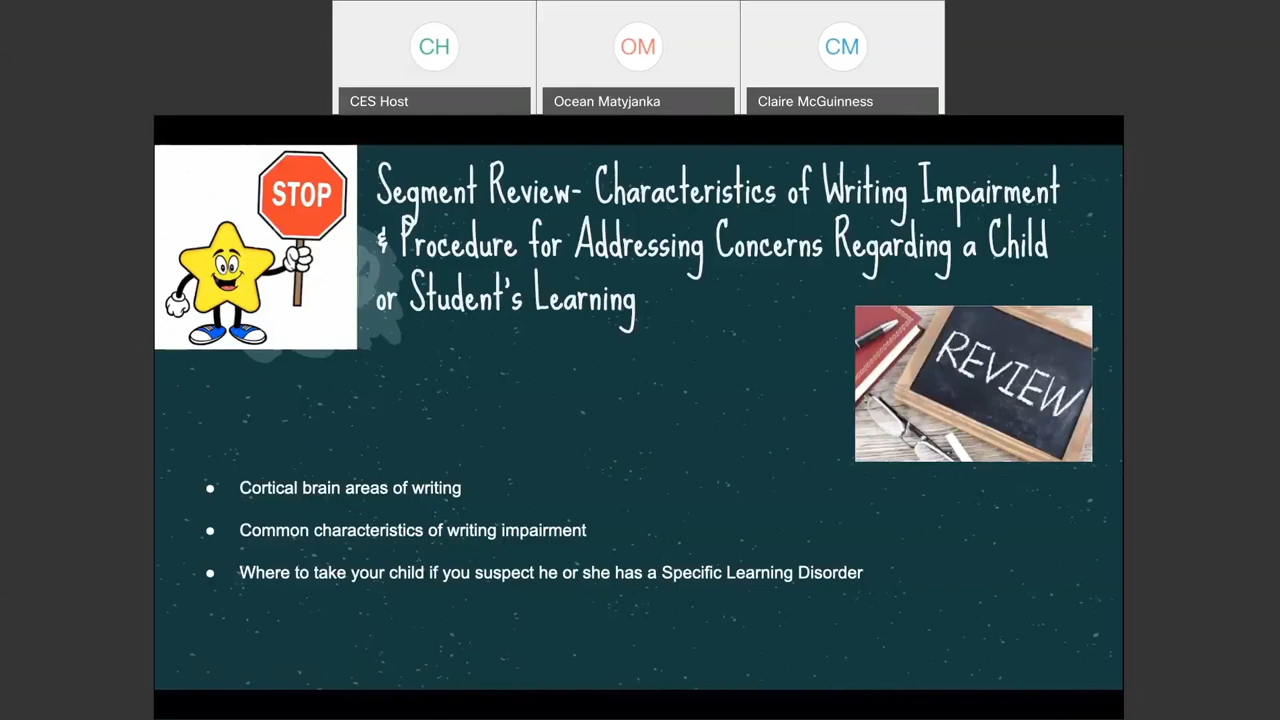 CH
OM
CM
CES Host
Ocean Matyjanka
Claire McGuinness
STOP
Segment Review- Characteristics of Writing Impairment
& Procedure for Addressing Concerns Regarding a Child
or Student's Learning
REVIEW
● Cortical brain areas of writing
● Common characteristics of writing impairment
● Where to take your child if you suspect he or she has a Specific Learning Disorder